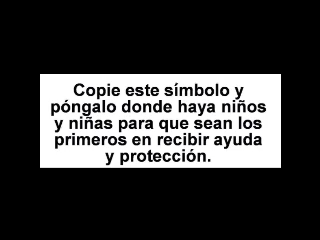 Copie este símbolo y
póngalo donde haya niños
y niñas para que sean los
primeros en recibir ayuda
y protección.